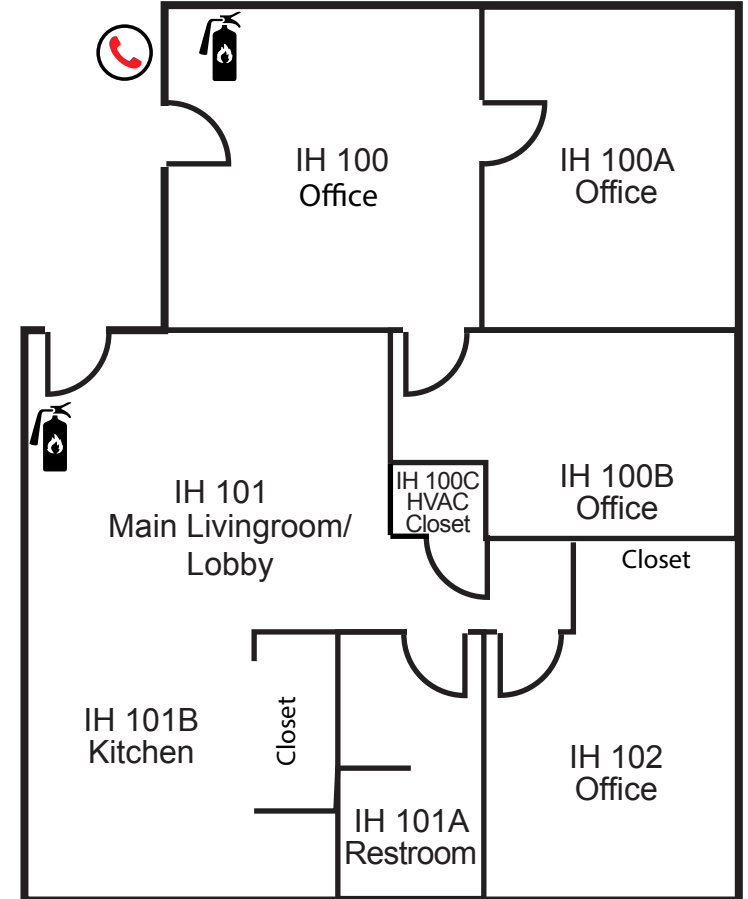 IH 100
Office
IH 100A
Office
IH 100C
HVAC
Closet
IH 100B
Office
IH 101
Main Livingroom/
Lobby
Closet
IH 101B
Kitchen
Closet
IH 102
Office
IH 101A
Restroom